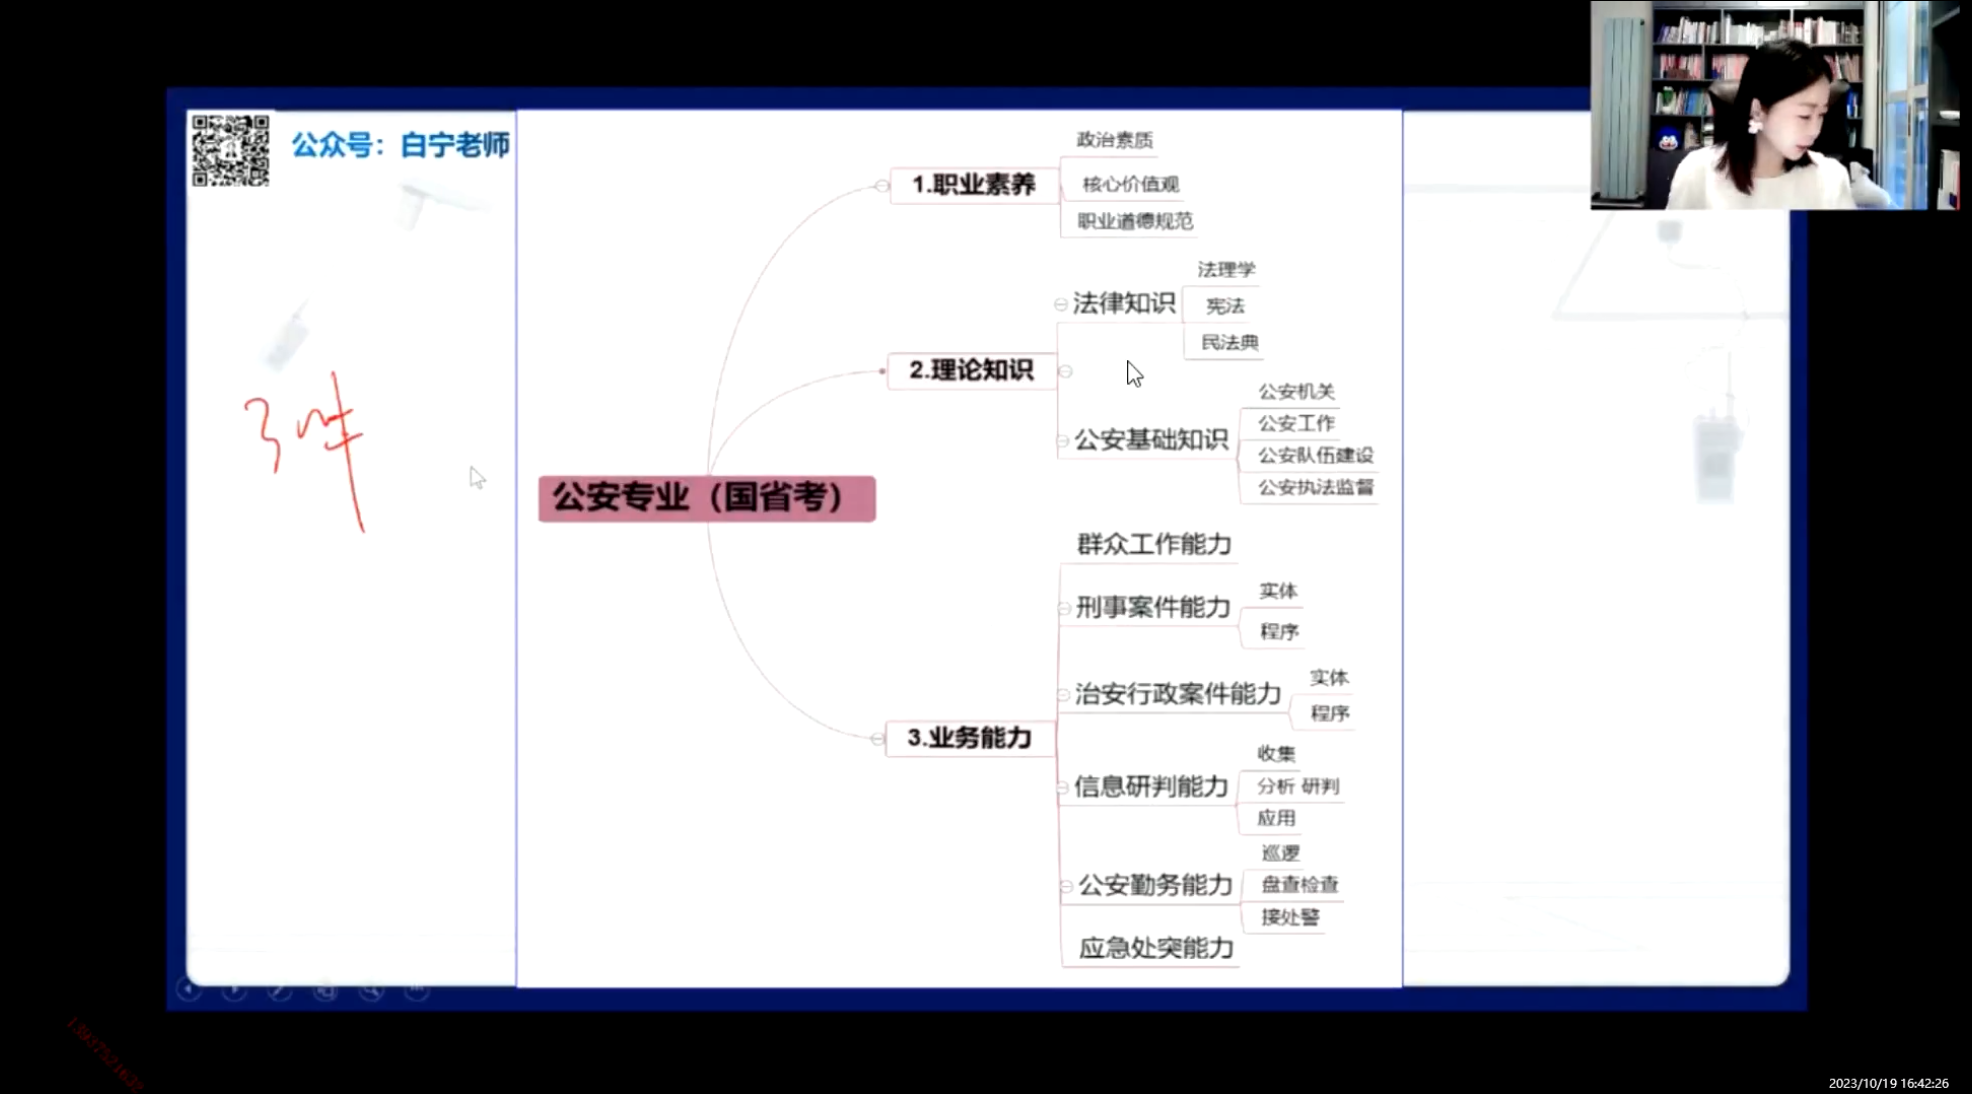 公众号：白宁老师
公安专业（国省考）
1.职业素养
政治素质
核心价值观
职业道德规范
2.理论知识
法律知识
法理学
宪法
民法典
公安基础知识
公安机关
公安工作
公安队伍建设
公安执法监督
3.业务能力
群众工作能力
刑事案件能力
实体
程序
治安行政案件能力
实体
程序
信息研判能力
收集
分析 研判
应用
公安勤务能力
巡逻
盘查检查
接处警
应急处突能力
2023/10/19 16:42:26